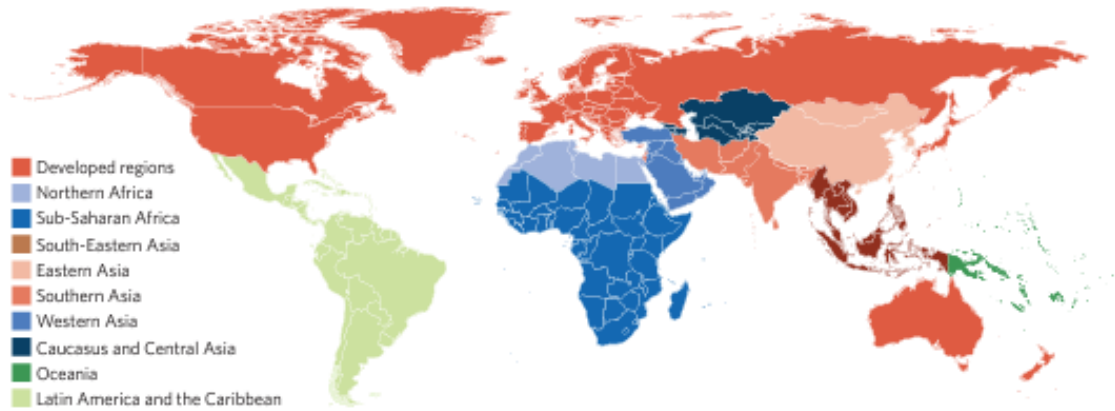 Developed regions
Northern Africa
Sub-Saharan Africa
South-Eastern Asia
Eastern Asia
Southern Asia
Western Asia
Caucasus and Central Asia
Oceania
Latin America and the Caribbean